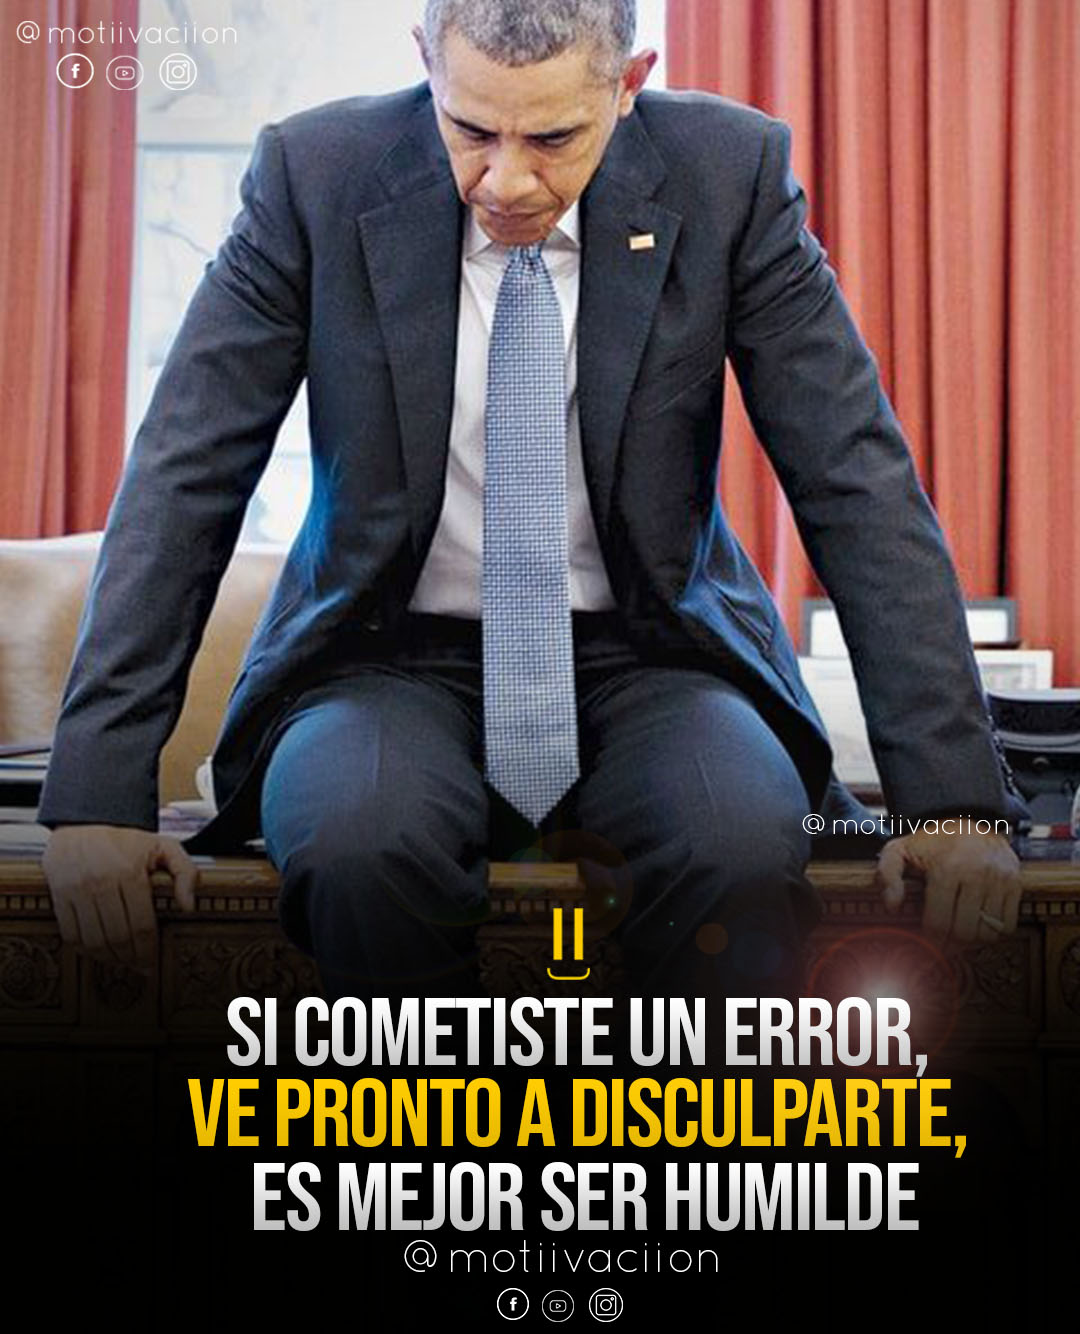 @motiivaciion
@motiivaciion
SI COMETISTE UN ERROR,
VE PRONTO A DISCULPARTE,
ES MEJOR SER HUMILDE
@motiivaciion